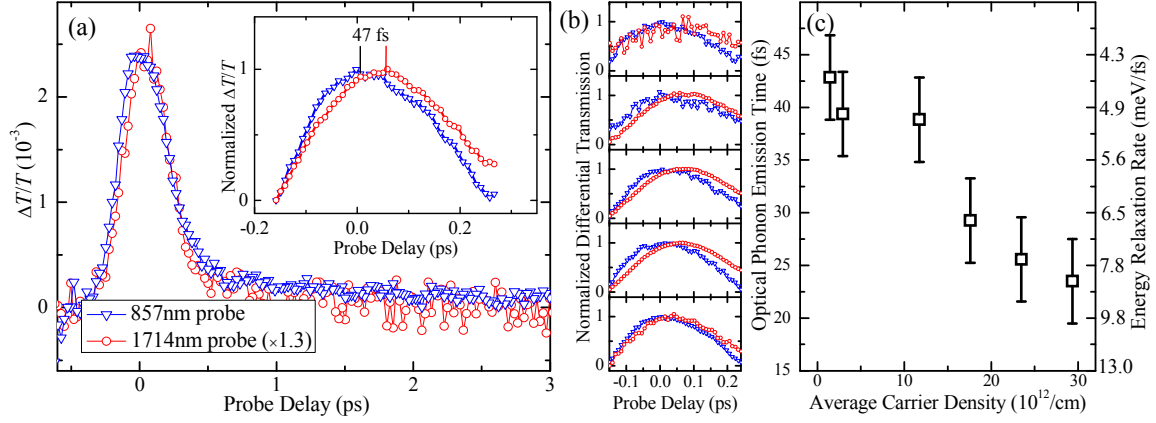 (a)
47 fs
Normalized ΔT/T
1
0
-0.2
0.0
0.2
Probe Delay (ps)
ΔT/T (10-3)
2
1
0
857nm probe
1714nm probe (×1.3)
0
1
2
3
Probe Delay (ps)
(b)
Normalized Differential Transmission
1
0
1
0
1
0
1
0
1
0
-0.1
0.0
0.1
0.2
Probe Delay (ps)
(c)
Optical Phonon Emission Time (fs)
45
40
35
30
25
20
15
4.3
4.9
5.6
6.5
7.8
9.8
13.0
Energy Relaxation Rate (meV/fs)
0
10
20
30
Average Carrier Density (10^12/cm)